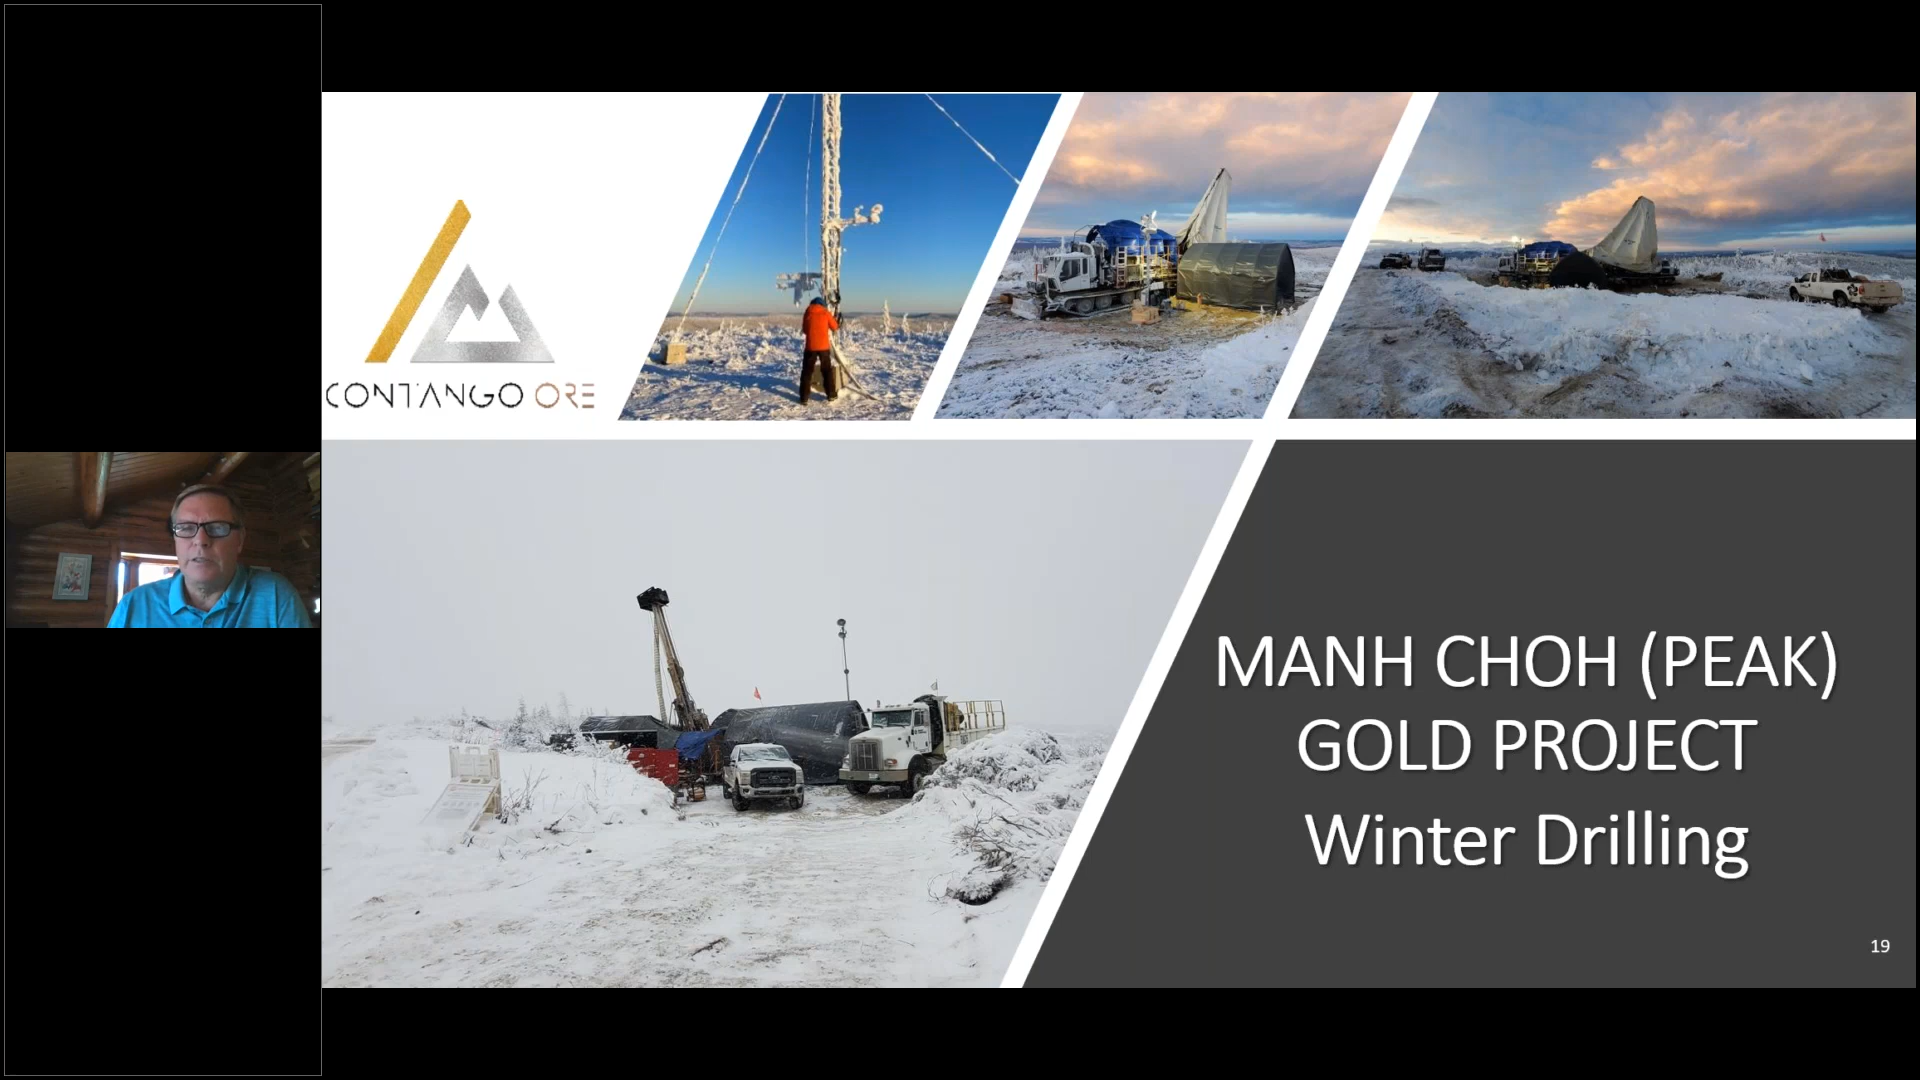 CONTANGO ORE
MANH CHOH (PEAK)
GOLD PROJECT
Winter Drilling
19